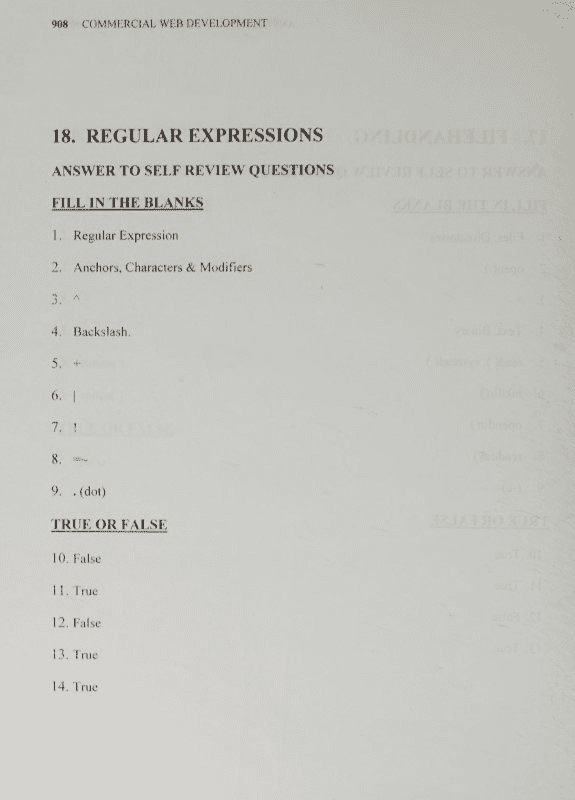 908 COMMERCIAL WEB DEVELOPMENT
18. REGULAR EXPRESSIONS
ANSWER TO SELF REVIEW QUESTIONS
FILL IN THE BLANKS
1. Regular Expression
2. Anchors, Characters & Modifiers
3. ^
4. Backslash.
5. +
6. |
7. !
8. =~
9. . (dot)
TRUE OR FALSE
10. False
11. True
12. False
13. True
14. True